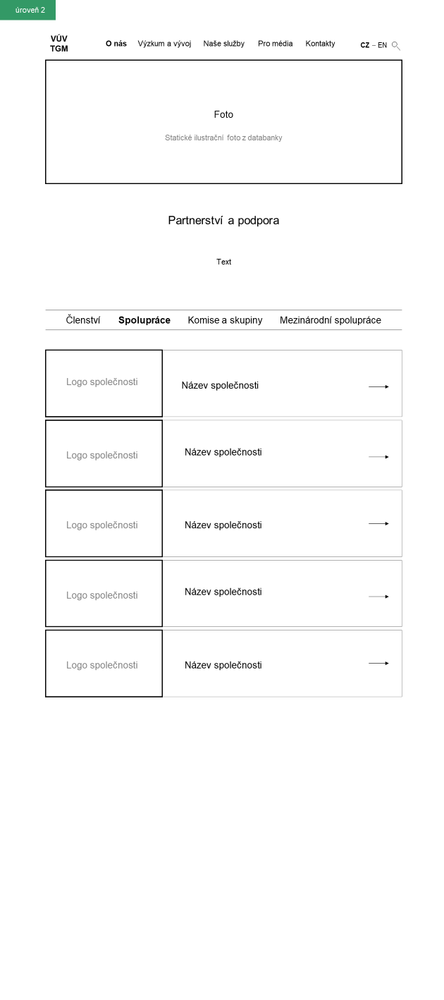 úroveň 2
VÚV
TGM
O nás Výzkum a vývoj Naše služby Pro média Kontakty CZ – EN
Foto
Statické ilustrační foto z databanky
Partnerství a podpora
Text
Členství Spolupráce Komise a skupiny Mezinárodní spolupráce
Logo společnosti Název společnosti
Logo společnosti Název společnosti
Logo společnosti Název společnosti
Logo společnosti Název společnosti
Logo společnosti Název společnosti